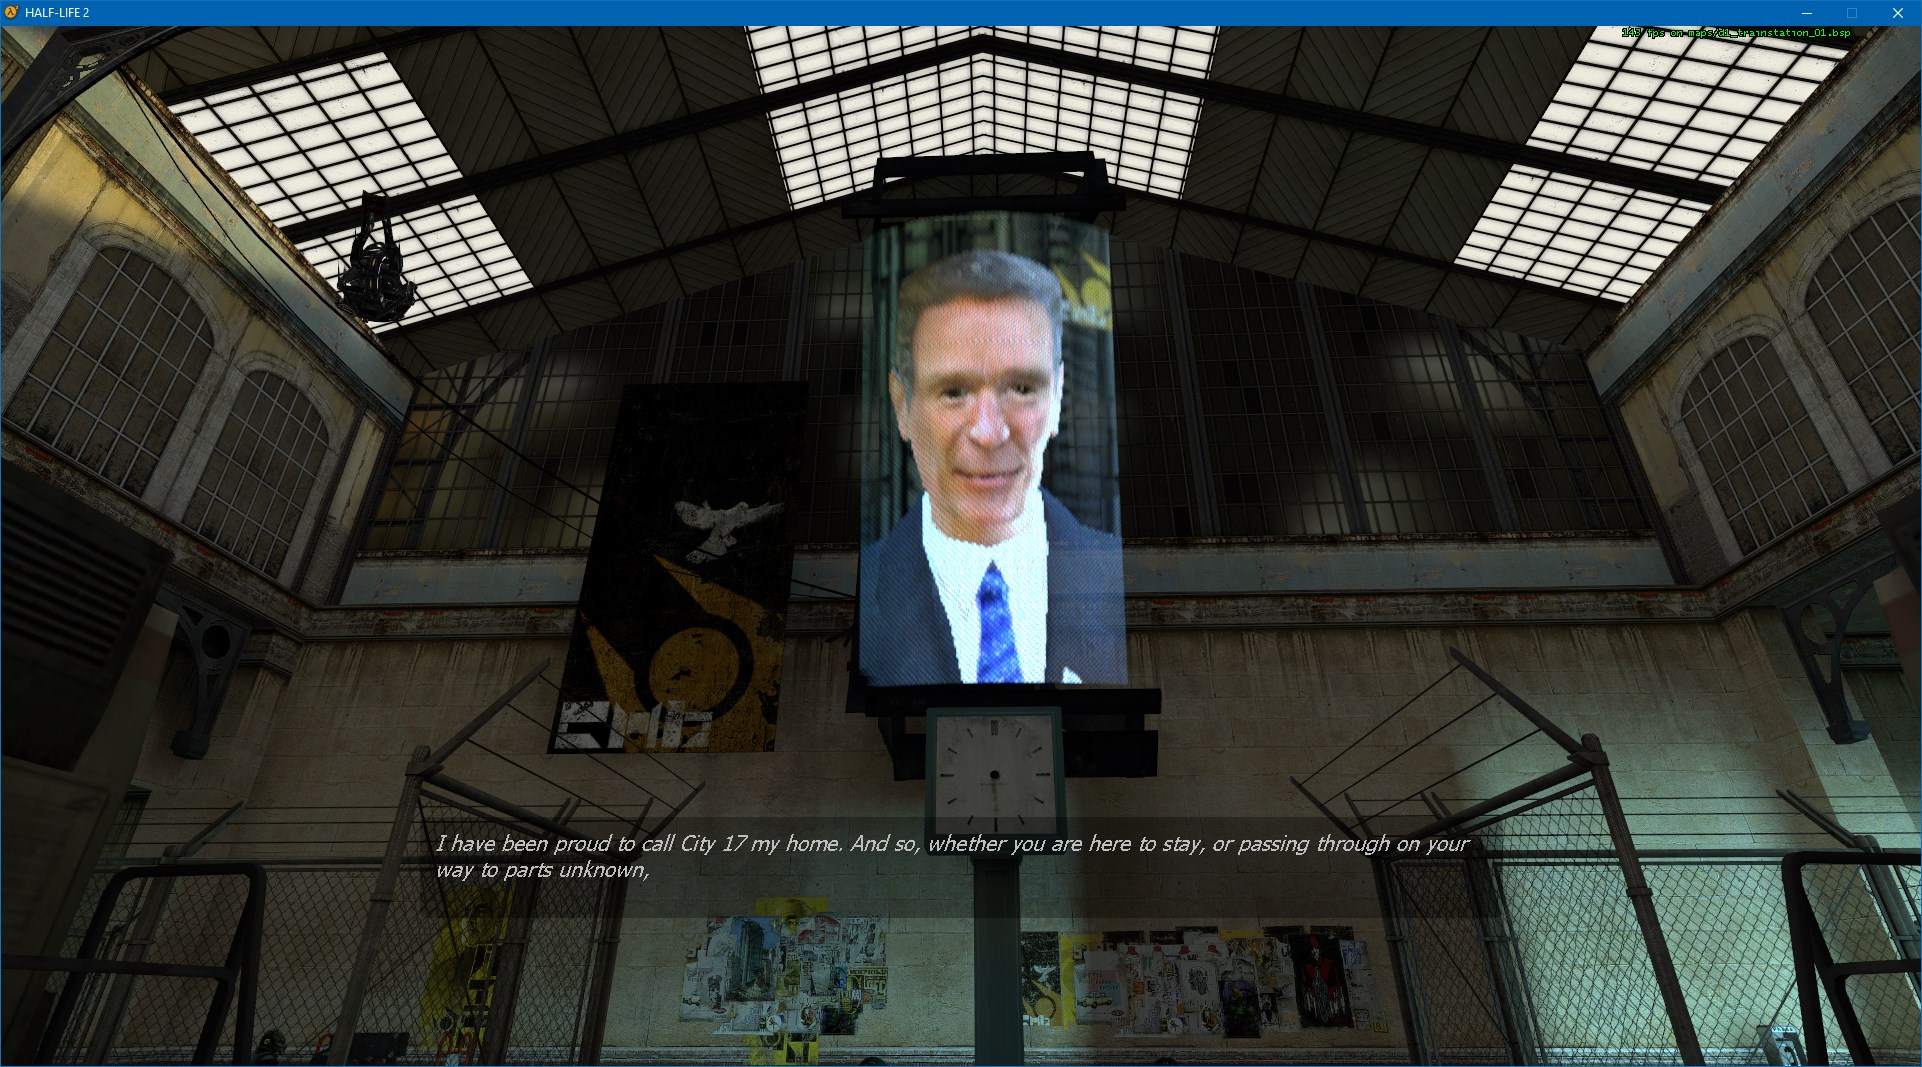 HALF-LIFE 2
143 fps on maps/d1_trainstation_01.bsp
I have been proud to call City 17 my home. And so, whether you are here to stay, or passing through on your
way to parts unknown,